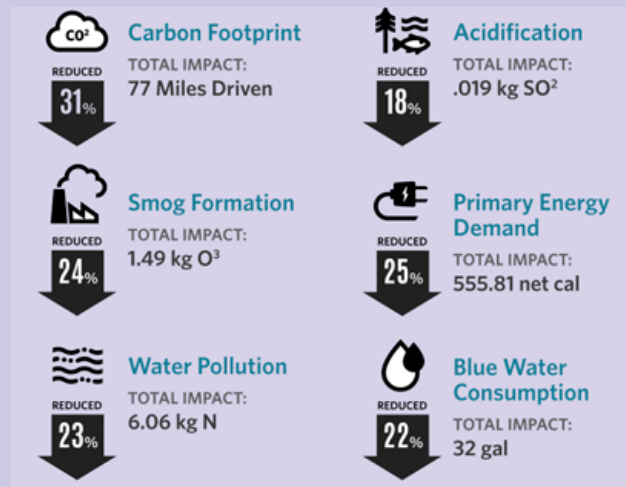 CO²
Carbon Footprint
REDUCED
31%
TOTAL IMPACT:
77 Miles Driven
Acidification
REDUCED
18%
TOTAL IMPACT:
.019 kg SO²
Smog Formation
REDUCED
24%
TOTAL IMPACT:
1.49 kg O³
Primary Energy
Demand
REDUCED
25%
TOTAL IMPACT:
555.81 net cal
Water Pollution
REDUCED
23%
TOTAL IMPACT:
6.06 kg N
Blue Water
Consumption
REDUCED
22%
TOTAL IMPACT:
32 gal